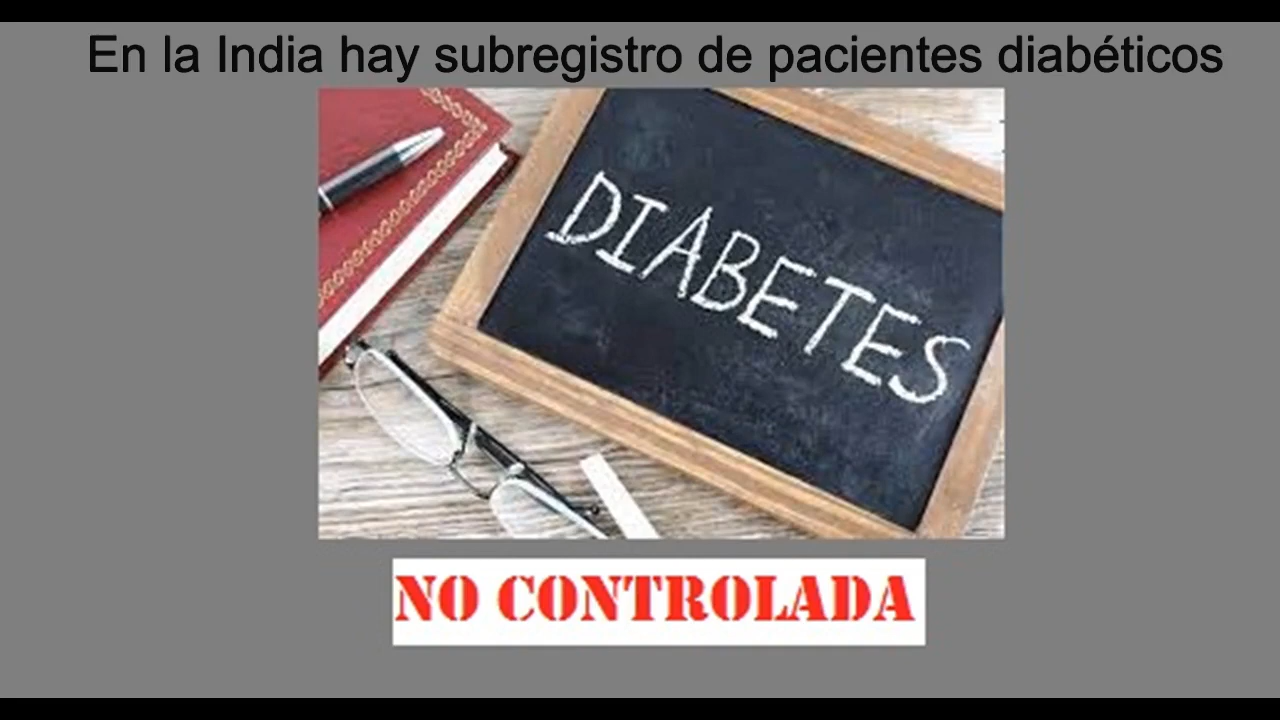 En la India hay subregistro de pacientes diabéticos
DIABETES
NO CONTROLADA